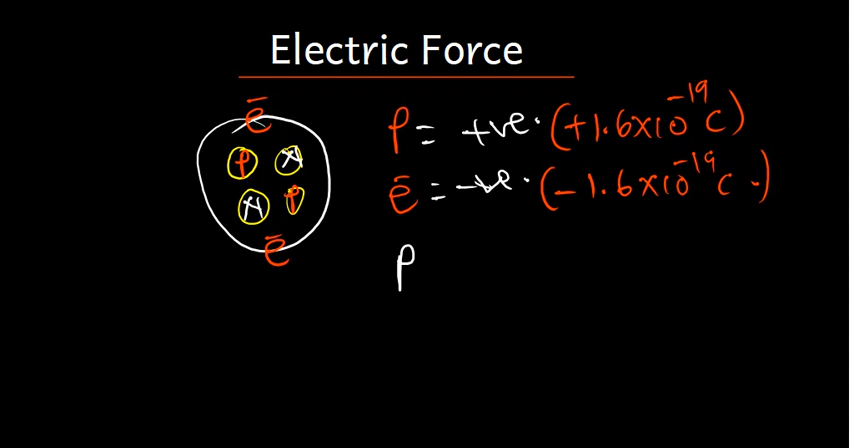 Electric Force
ē
P N
N P
ē
P = +ve. (+1.6x10⁻¹⁹ C)
ē = -ve. (-1.6x10⁻¹⁹ C.)
P